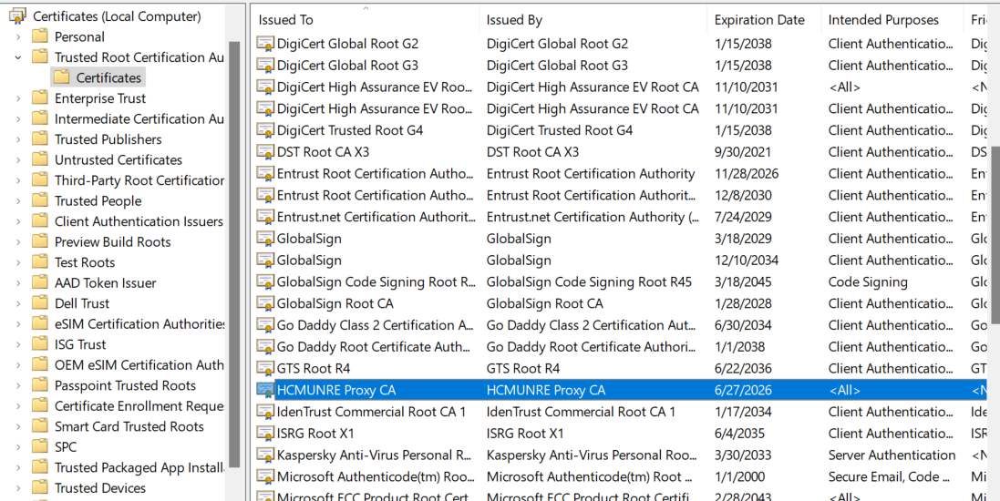 Certificates (Local Computer)
Personal
Trusted Root Certification Au
Certificates
Enterprise Trust
Intermediate Certification Au
Trusted Publishers
Untrusted Certificates
Third-Party Root Certification
Trusted People
Client Authentication Issuers
Preview Build Roots
Test Roots
AAD Token Issuer
Dell Trust
eSIM Certification Authorities
ISG Trust
OEM eSIM Certification Auth
Passpoint Trusted Roots
Certificate Enrollment Reque
Smart Card Trusted Roots
SPC
Trusted Packaged App Install
Trusted Devices
Issued To Issued By Expiration Date Intended Purposes Frie
DigiCert Global Root G2 DigiCert Global Root G2 1/15/2038 Client Authenticatio... Dig
DigiCert Global Root G3 DigiCert Global Root G3 1/15/2038 Client Authenticatio... Dig
DigiCert High Assurance EV Roo... DigiCert High Assurance EV Root CA 11/10/2031 <All> <N
DigiCert High Assurance EV Roo... DigiCert High Assurance EV Root CA 11/10/2031 Client Authenticatio... Dig
DigiCert Trusted Root G4 DigiCert Trusted Root G4 1/15/2038 Client Authenticatio... Dig
DST Root CA X3 DST Root CA X3 9/30/2021 Client Authenticatio... DS
Entrust Root Certification Autho... Entrust Root Certification Authority 11/28/2026 Client Authenticatio... Ent
Entrust Root Certification Autho... Entrust Root Certification Authorit... 12/8/2030 Client Authenticatio... Ent
Entrust.net Certification Authorit... Entrust.net Certification Authority (... 7/24/2029 Client Authenticatio... Ent
GlobalSign GlobalSign 3/18/2029 Client Authenticatio... Glo
GlobalSign GlobalSign 12/10/2034 Client Authenticatio... Glo
GlobalSign Code Signing Root R... GlobalSign Code Signing Root R45 3/18/2045 Code Signing Glo
GlobalSign Root CA GlobalSign Root CA 1/28/2028 Client Authenticatio... Glo
Go Daddy Class 2 Certification A... Go Daddy Class 2 Certification Aut... 6/30/2034 Client Authenticatio... Go
Go Daddy Root Certificate Auth... Go Daddy Root Certificate Authori... 1/1/2038 Client Authenticatio... Go
GTS Root R4 GTS Root R4 6/22/2036 Client Authenticatio... GT
HCMUNRE Proxy CA HCMUNRE Proxy CA 6/27/2026 <All> <N
IdenTrust Commercial Root CA 1 IdenTrust Commercial Root CA 1 1/17/2034 Client Authenticatio... Ide
ISRG Root X1 ISRG Root X1 6/4/2035 Client Authenticatio... ISR
Kaspersky Anti-Virus Personal R... Kaspersky Anti-Virus Personal Roo... 3/30/2033 Server Authentication <N
Microsoft Authenticode(tm) Roo... Microsoft Authenticode(tm) Root ... 1/1/2000 Secure Email, Code ... Mi
Microsoft ECC Product Root Cert... Microsoft ECC Product Root Certifi... 2/28/2043 <All> Mi